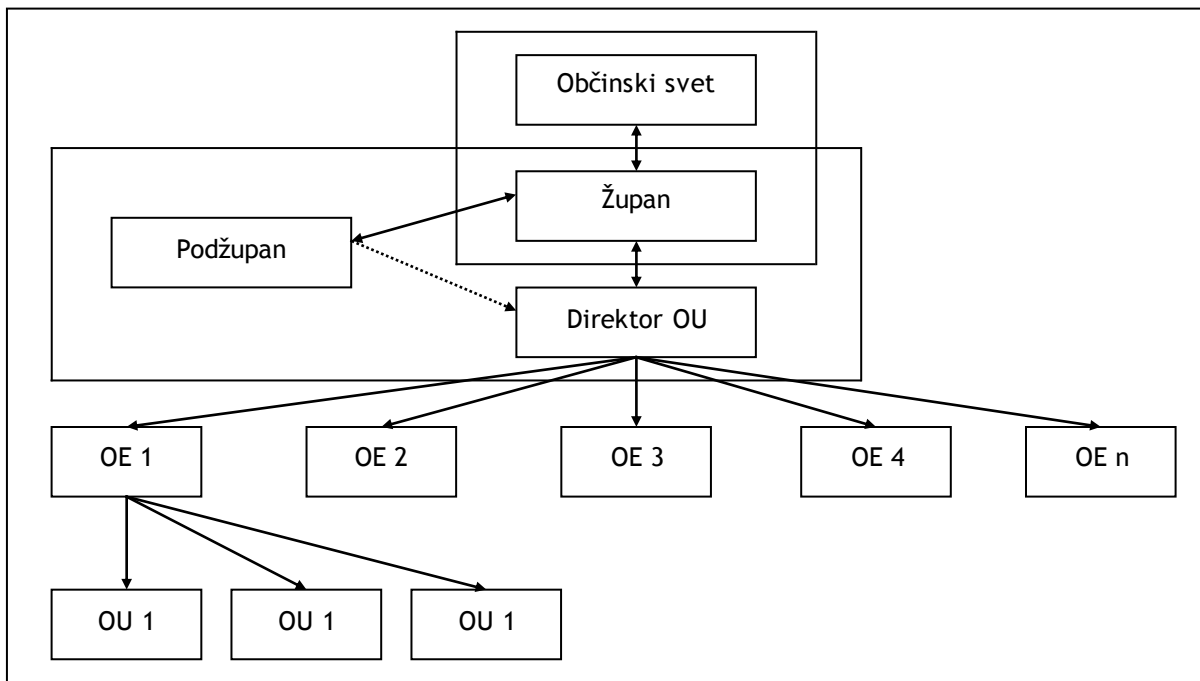 Občinski svet
Župan
Podžupan
Direktor OU
OE 1
OE 2
OE 3
OE 4
OE n
OU 1
OU 1
OU 1